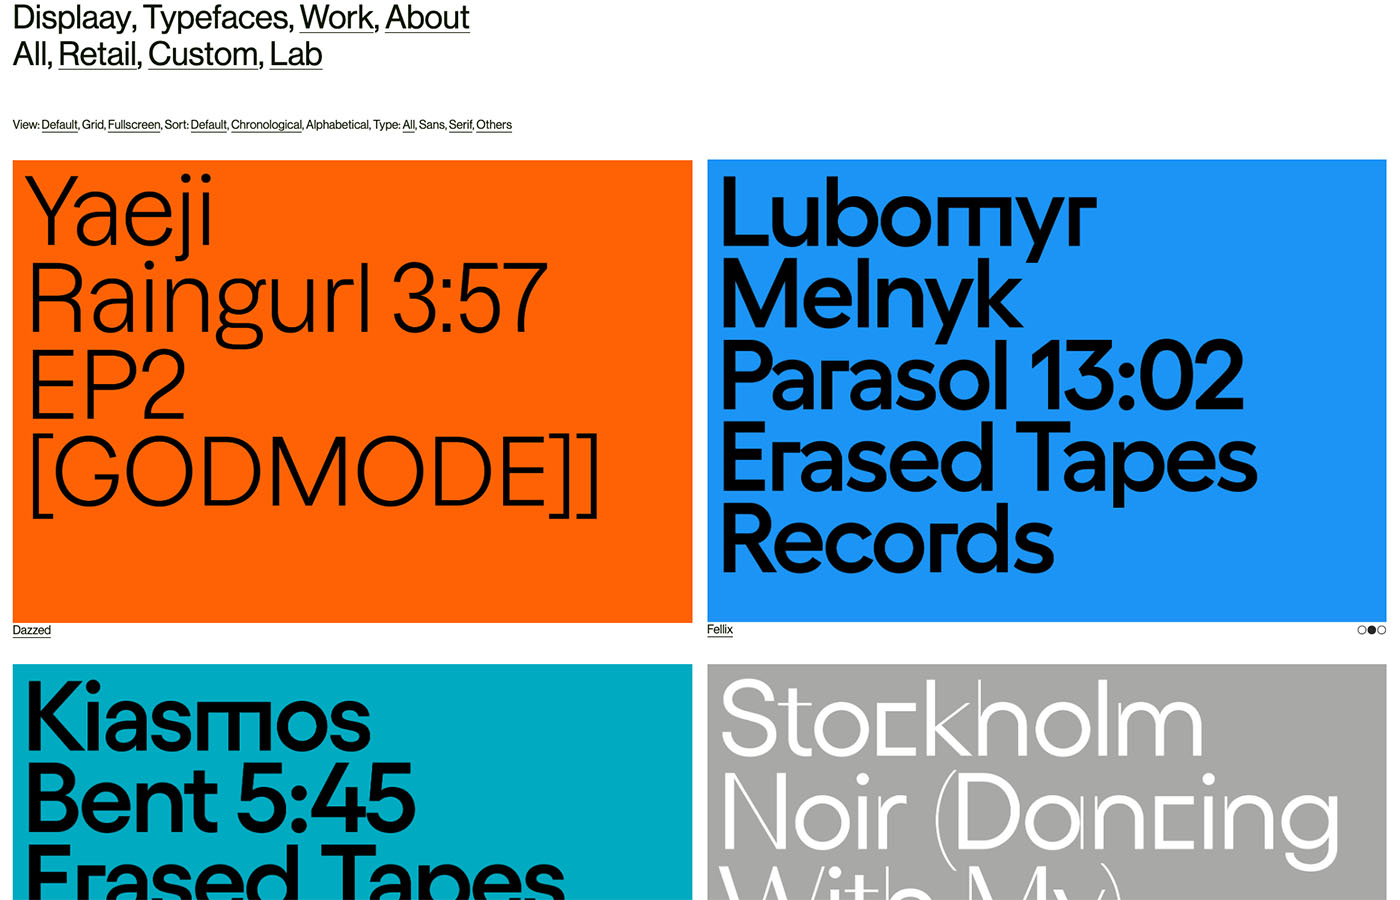 Displaay, Typefaces, Work, About
All, Retail, Custom, Lab
View: Default, Grid, Fullscreen, Sort: Default, Chronological, Alphabetical, Type: All, Sans, Serif, Others
Yaeji
Raingurl 3:57
EP2
[GODMODE]]
Dazzed
Lubomyr
Melnyk
Parasol 13:02
Erased Tapes
Records
Fellix
Kiasmos
Bent 5:45
Erased Tapes
Stockholm
Noir (Dancing
With My)